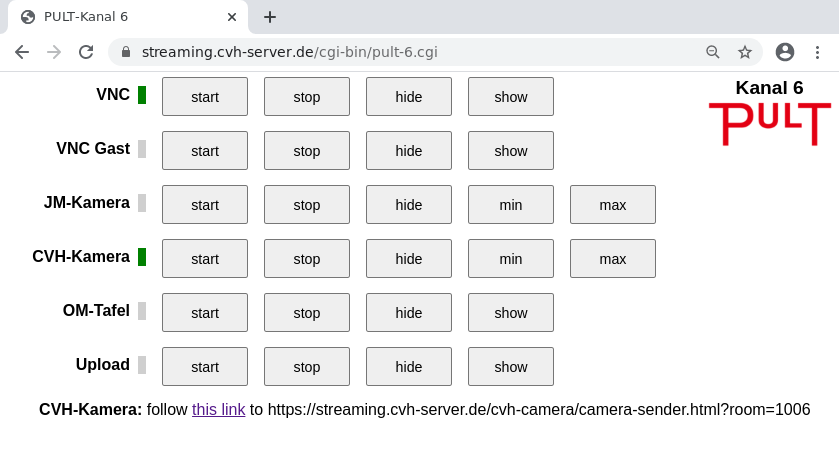 PULT-Kanal 6
streaming.cvh-server.de/cgi-bin/pult-6.cgi
VNC start stop hide show
Kanal 6
PULT
VNC Gast start stop hide show
JM-Kamera start stop hide min max
CVH-Kamera start stop hide min max
OM-Tafel start stop hide show
Upload start stop hide show
CVH-Kamera: follow this link to https://streaming.cvh-server.de/cvh-camera/camera-sender.html?room=1006